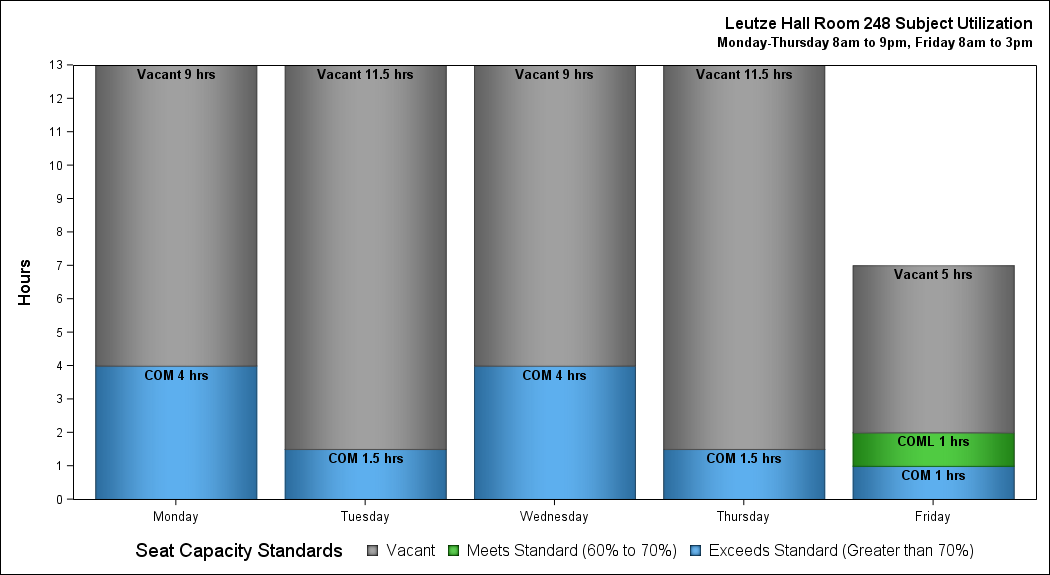 Leutze Hall Room 248 Subject Utilization
Monday-Thursday 8am to 9pm, Friday 8am to 3pm
Hours
13
12
11
10
9
8
7
6
5
4
3
2
1
0
Vacant 9 hrs
COM 4 hrs
Vacant 11.5 hrs
COM 1.5 hrs
Vacant 9 hrs
COM 4 hrs
Vacant 11.5 hrs
COM 1.5 hrs
Vacant 5 hrs
COML 1 hrs
COM 1 hrs
Monday Tuesday Wednesday Thursday Friday
Seat Capacity Standards Vacant Meets Standard (60% to 70%) Exceeds Standard (Greater than 70%)